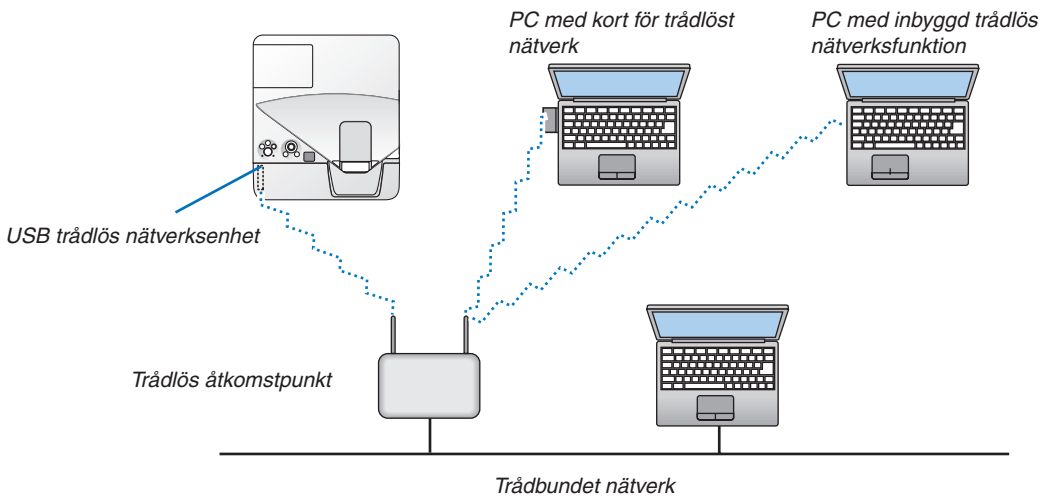 PC med kort för trådlöst
nätverk
PC med inbyggd trådlös
nätverksfunktion
USB trådlös nätverksenhet
Trådlös åtkomstpunkt
Trådbundet nätverk